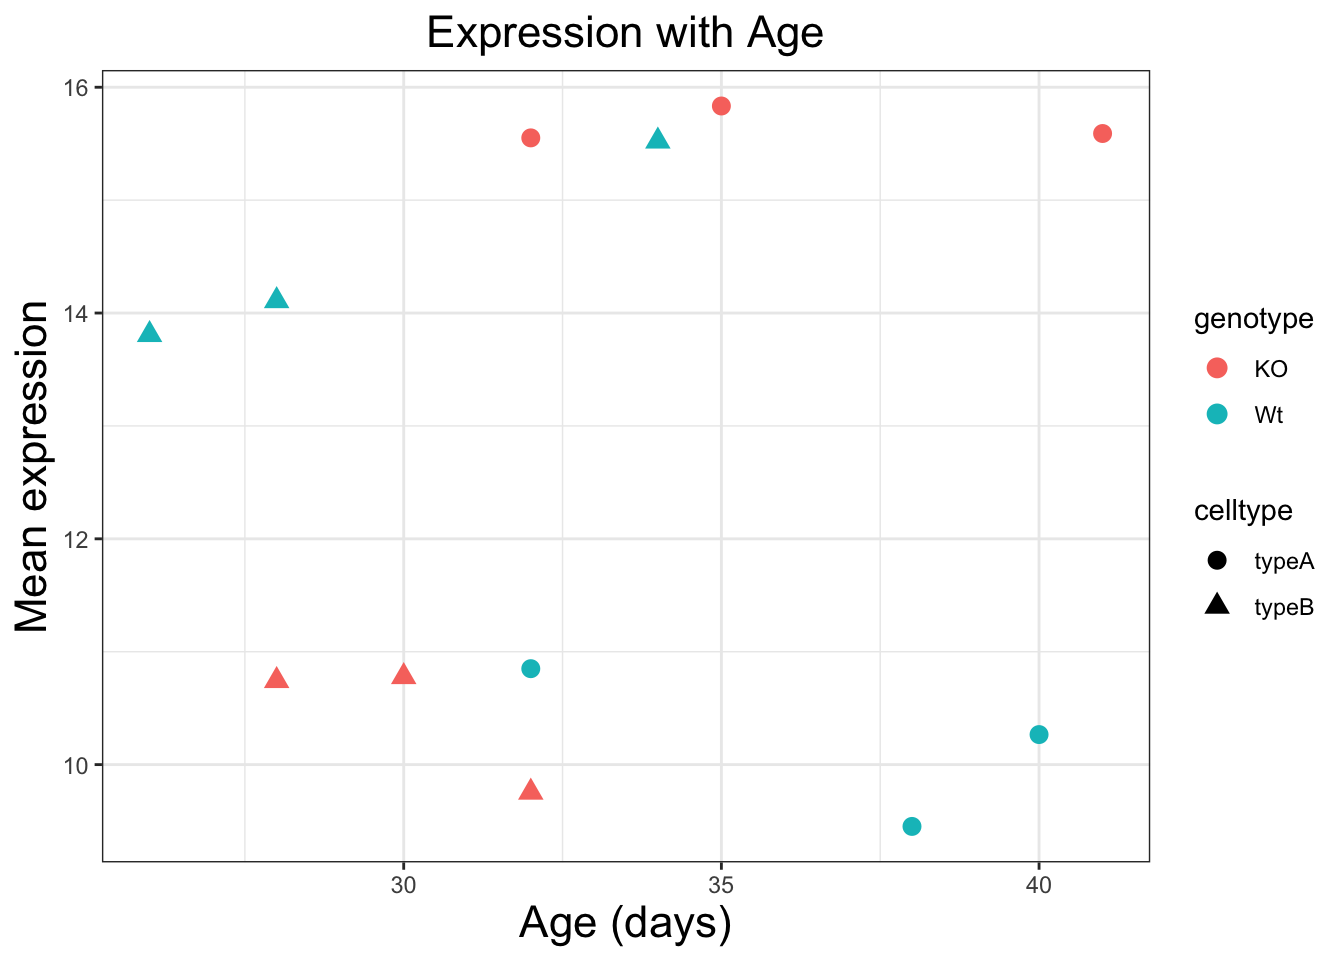 Expression with Age
Mean expression
16
14
12
10
30 35 40
Age (days)
genotype
KO
Wt
celltype
typeA
typeB